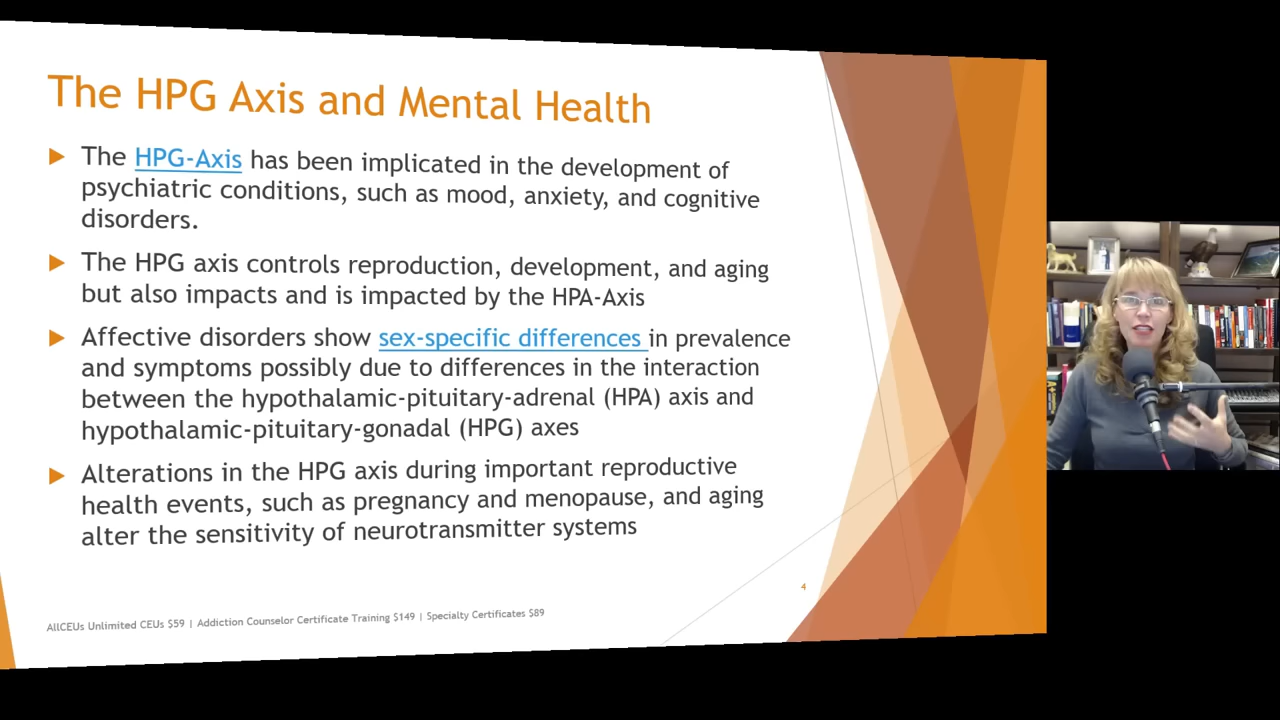 The HPG Axis and Mental Health
The HPG-Axis has been implicated in the development of
psychiatric conditions, such as mood, anxiety, and cognitive
disorders.
The HPG axis controls reproduction, development, and aging
but also impacts and is impacted by the HPA-Axis
Affective disorders show sex-specific differences in prevalence
and symptoms possibly due to differences in the interaction
between the hypothalamic-pituitary-adrenal (HPA) axis and
hypothalamic-pituitary-gonadal (HPG) axes
Alterations in the HPG axis during important reproductive
health events, such as pregnancy and menopause, and aging
alter the sensitivity of neurotransmitter systems
4
AllCEUs Unlimited CEUs $59 | Addiction Counselor Certificate Training $149 | Specialty Certificates $89